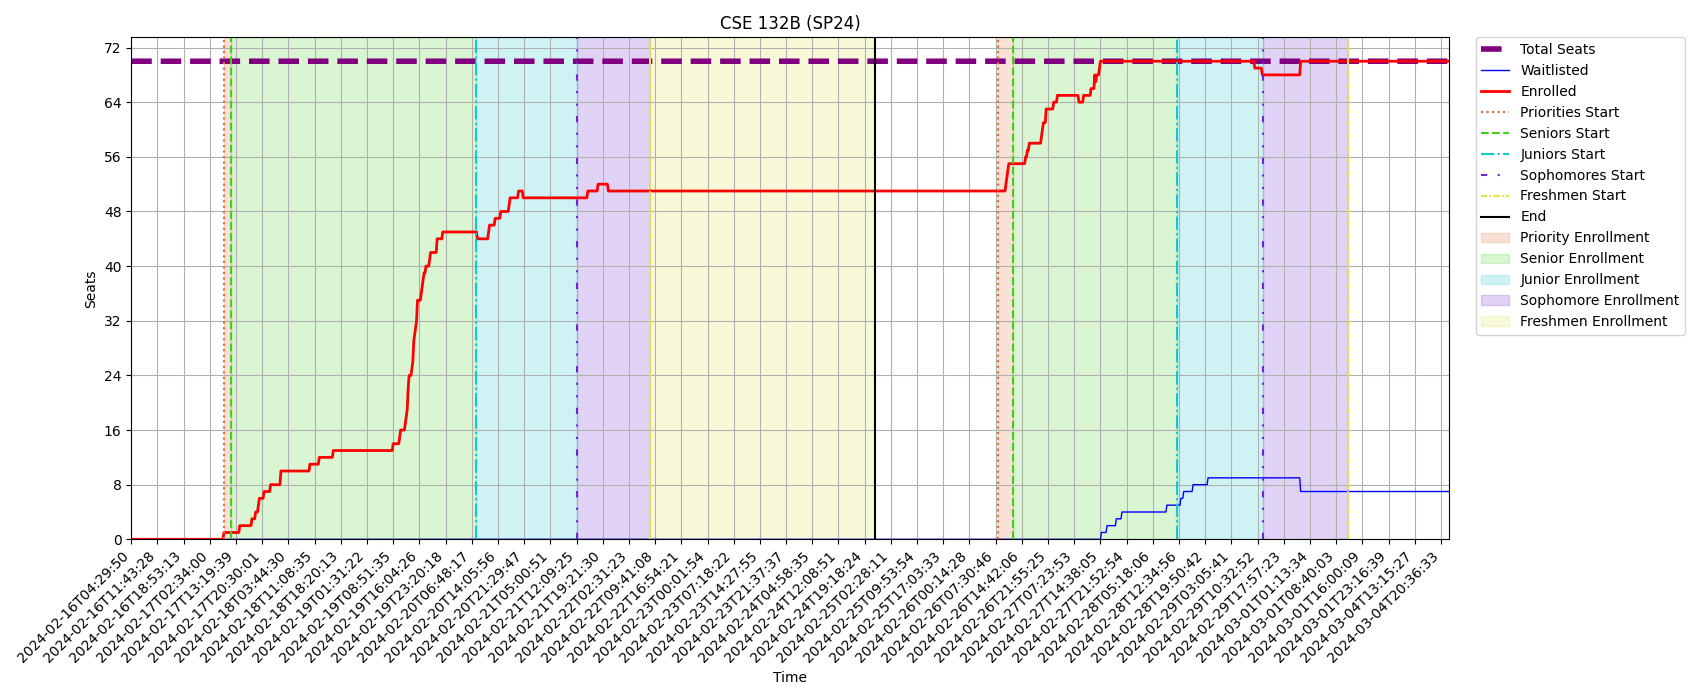 CSE 132B (SP24)
Seats
72
64
56
48
40
32
24
16
8
0
2024-02-16T04:29:50
2024-02-16T11:43:28
2024-02-16T18:53:13
2024-02-17T02:34:00
2024-02-17T13:19:39
2024-02-17T20:30:01
2024-02-18T03:44:30
2024-02-18T11:08:35
2024-02-18T18:20:13
2024-02-19T01:31:22
2024-02-19T08:51:35
2024-02-19T16:04:26
2024-02-19T23:20:18
2024-02-20T06:48:17
2024-02-20T14:05:56
2024-02-20T21:29:47
2024-02-21T05:00:51
2024-02-21T12:09:25
2024-02-21T19:21:30
2024-02-22T02:31:23
2024-02-22T09:41:08
2024-02-22T16:54:21
2024-02-23T00:01:54
2024-02-23T07:18:22
2024-02-23T14:27:55
2024-02-23T21:37:37
2024-02-24T04:58:35
2024-02-24T12:08:51
2024-02-24T19:18:24
2024-02-25T02:28:11
2024-02-25T09:53:54
2024-02-25T17:03:33
2024-02-26T00:14:28
2024-02-26T07:30:46
2024-02-26T14:42:06
2024-02-26T21:55:25
2024-02-27T07:23:53
2024-02-27T14:38:05
2024-02-27T21:52:54
2024-02-28T05:18:06
2024-02-28T12:34:56
2024-02-28T19:50:42
2024-02-29T03:05:41
2024-02-29T10:32:52
2024-02-29T17:57:23
2024-03-01T01:13:34
2024-03-01T08:40:03
2024-03-01T16:00:09
2024-03-01T23:16:39
2024-03-04T13:15:27
2024-03-04T20:36:33
Time
Total Seats
Waitlisted
Enrolled
Priorities Start
Seniors Start
Juniors Start
Sophomores Start
Freshmen Start
End
Priority Enrollment
Senior Enrollment
Junior Enrollment
Sophomore Enrollment
Freshmen Enrollment